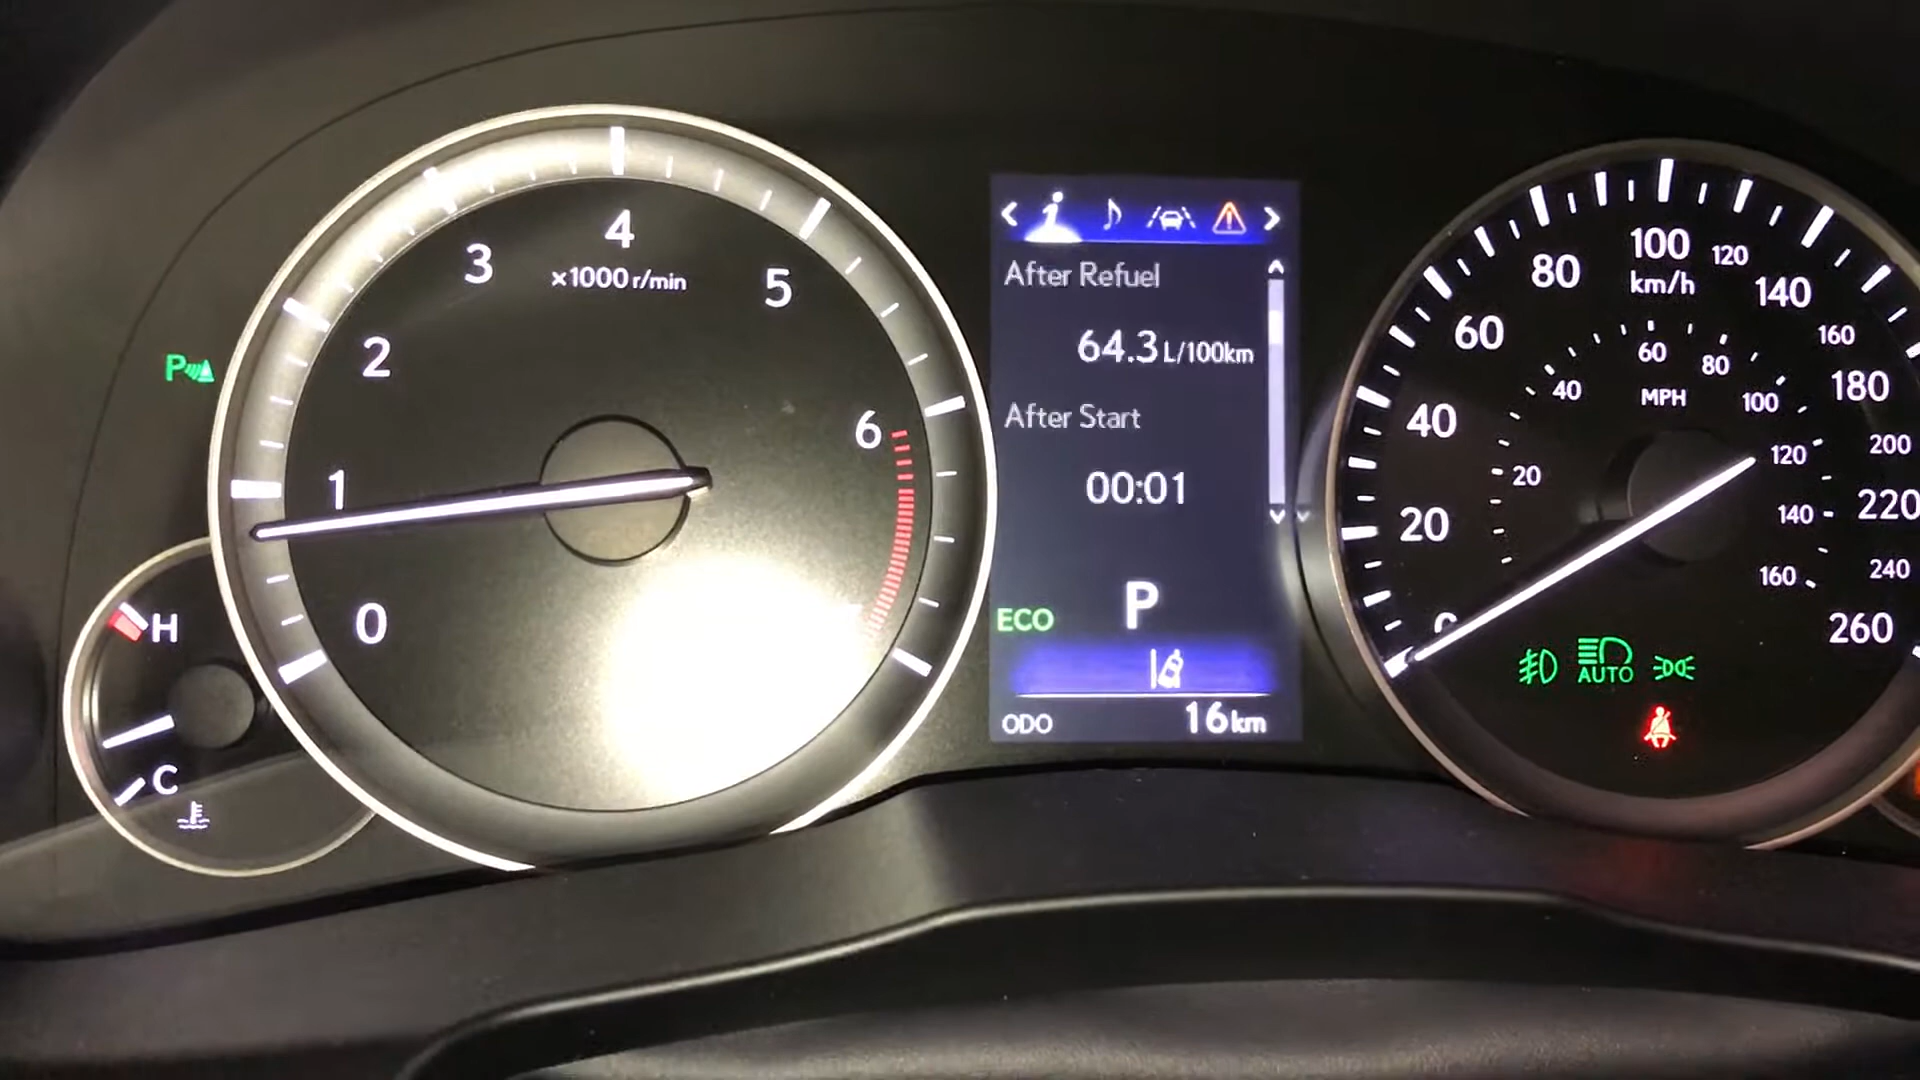 P
4
3
x1000 r/min
5
2
6
1
0
H
C
After Refuel
64.3 L/100km
After Start
00:01
P
ECO
ODO 16 km
100
km/h
120
80
140
60
160
60
80
40
MPH
100
180
40
120
200
20
20
140
220
160
240
260
AUTO